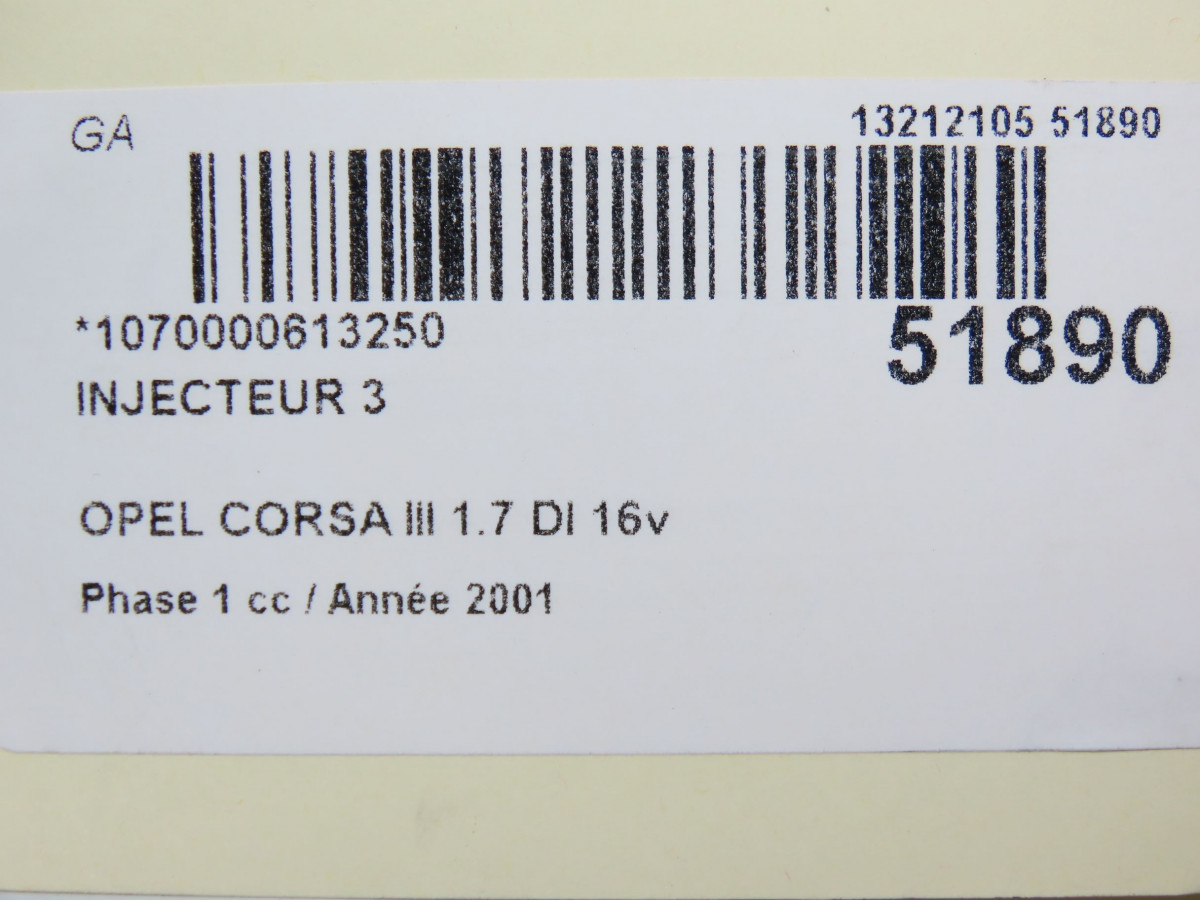 GA
13212105 51890
*1070000613250
51890
INJECTEUR 3
OPEL CORSA III 1.7 DI 16v
Phase 1 cc / Année 2001